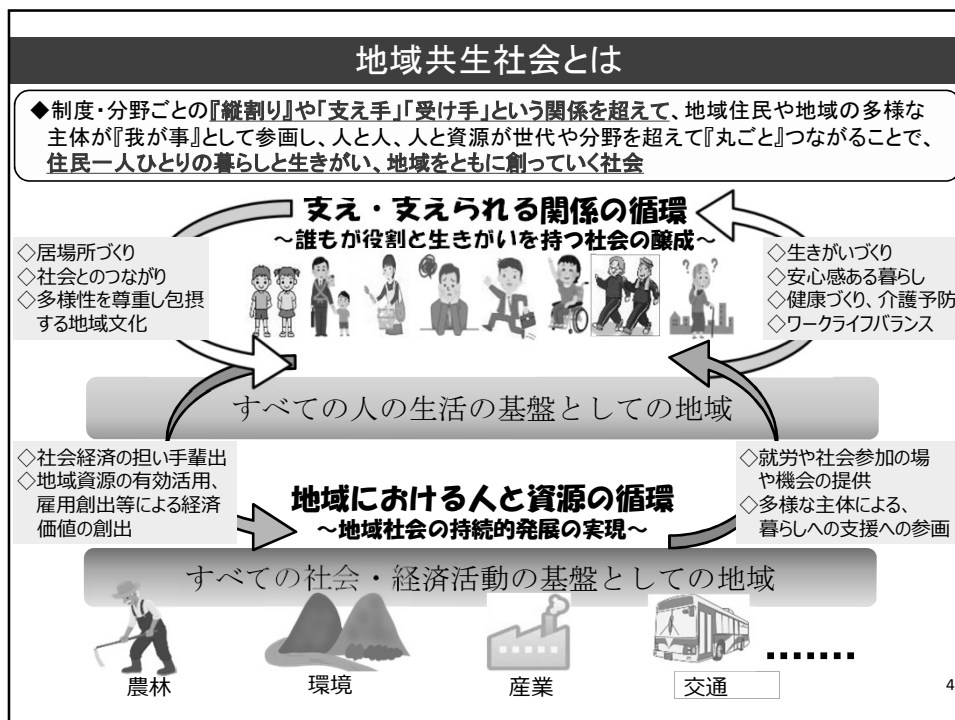 地域共生社会とは
◆制度・分野ごとの『縦割り』や「支え手」「受け手」という関係を超えて、地域住民や地域の多様な
主体が『我が事』として参画し、人と人、人と資源が世代や分野を超えて『丸ごと』つながることで、
住民一人ひとりの暮らしと生きがい、地域をともに創っていく社会
支え・支えられる関係の循環
～誰もが役割と生きがいを持つ社会の醸成～
◇居場所づくり
◇社会とのつながり
◇多様性を尊重し包摂
する地域文化
◇生きがいづくり
◇安心感ある暮らし
◇健康づくり、介護予防
◇ワークライフバランス
すべての人の生活の基盤としての地域
◇社会経済の担い手輩出
◇地域資源の有効活用、
雇用創出等による経済
価値の創出
地域における人と資源の循環
～地域社会の持続的発展の実現～
◇就労や社会参加の場
や機会の提供
◇多様な主体による、
暮らしへの支援への参画
すべての社会・経済活動の基盤としての地域
農林
環境
産業
交通
4